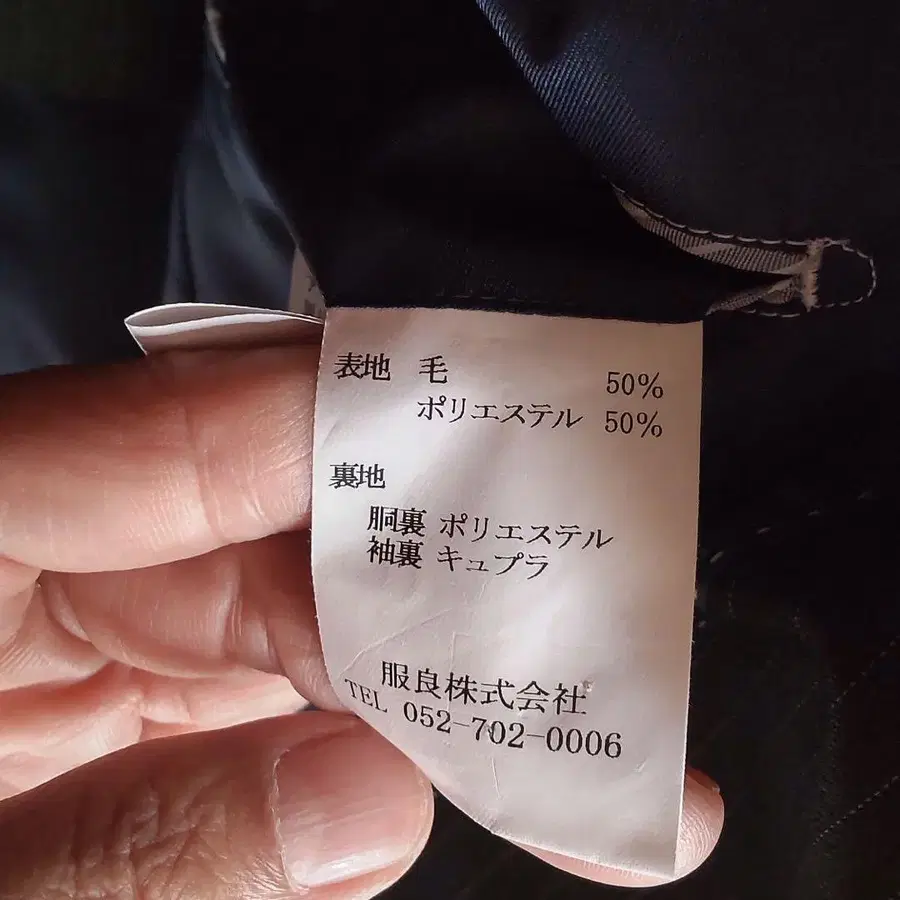 表地 毛 50%
ポリエステル 50%
裏地
胴裏 ポリエステル
袖裏 キュプラ
服良株式会社
TEL 052-702-0006